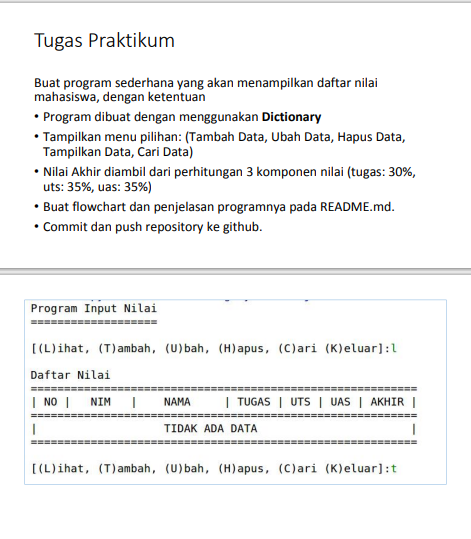 Tugas Praktikum
Buat program sederhana yang akan menampilkan daftar nilai
mahasiswa, dengan ketentuan
• Program dibuat dengan menggunakan Dictionary
• Tampilkan menu pilihan: (Tambah Data, Ubah Data, Hapus Data,
Tampilkan Data, Cari Data)
• Nilai Akhir diambil dari perhitungan 3 komponen nilai (tugas: 30%,
uts: 35%, uas: 35%)
• Buat flowchart dan penjelasan programnya pada README.md.
• Commit dan push repository ke github.
Program Input Nilai
===================
[(L)ihat, (T)ambah, (U)bah, (H)apus, (C)ari (K)eluar]:l
Daftar Nilai
==========================================================
| NO | NIM | NAMA | TUGAS | UTS | UAS | AKHIR |
==========================================================
| TIDAK ADA DATA |
==========================================================
[(L)ihat, (T)ambah, (U)bah, (H)apus, (C)ari (K)eluar]:t